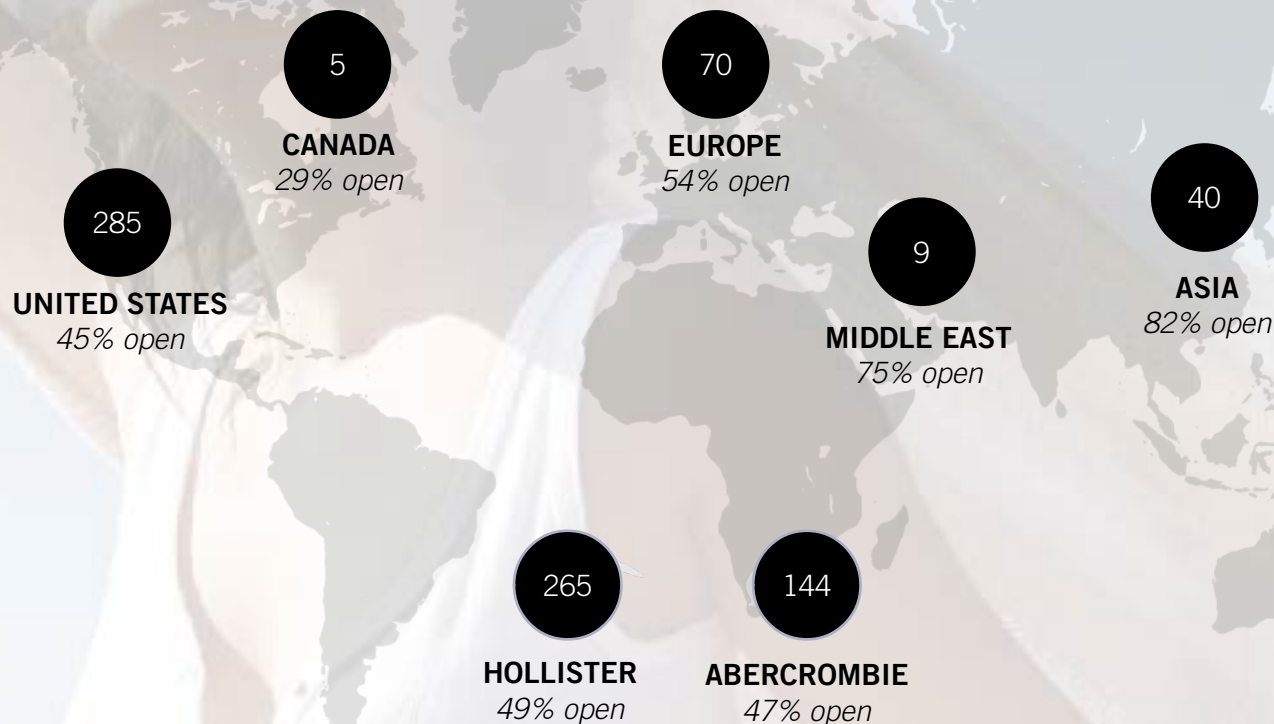 5
CANADA
29% open
70
EUROPE
54% open
285
UNITED STATES
45% open
9
MIDDLE EAST
75% open
40
ASIA
82% open
265
HOLLISTER
49% open
144
ABERCROMBIE
47% open